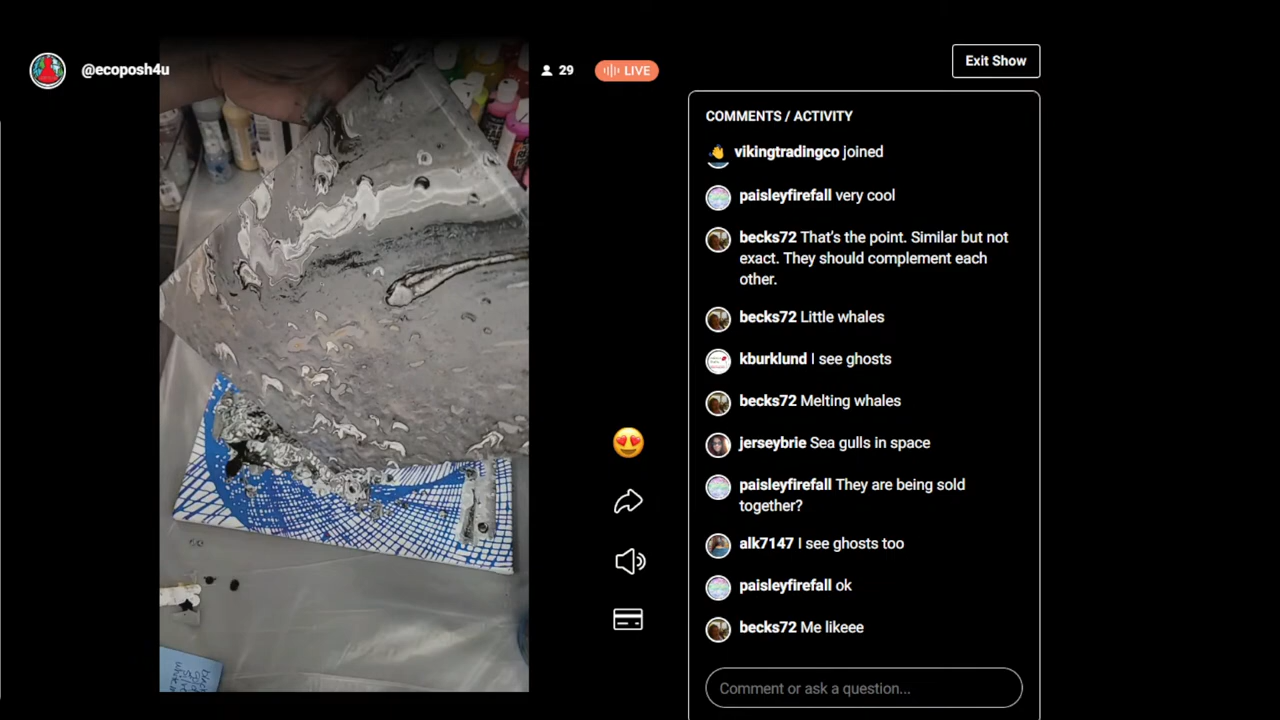 @ecoposh4u
29
LIVE
Exit Show
COMMENTS / ACTIVITY
vikingtradingco joined
paisleyfirefall very cool
becks72 That's the point. Similar but not
exact. They should complement each
other.
becks72 Little whales
kburklund I see ghosts
becks72 Melting whales
jerseybrie Sea gulls in space
paisleyfirefall They are being sold
together?
alk7147 I see ghosts too
paisleyfirefall ok
becks72 Me likeee
Comment or ask a question...